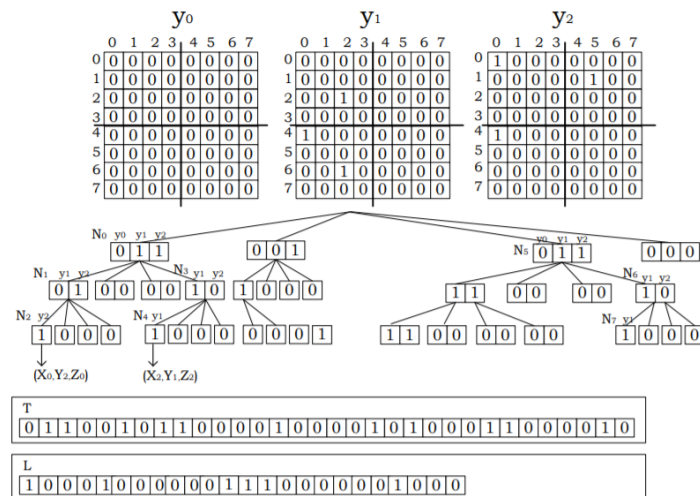 y0 y1 y2
0 1 2 3 4 5 6 7 0 1 2 3 4 5 6 7 0 1 2 3 4 5 6 7
0 0 0 0 0 0 0 0 0 0 0 0 0 0 0 0 0 0 0 1 0 0 0 0 0 0 0
1 0 0 0 0 0 0 0 0 1 0 0 0 0 0 0 0 0 1 0 0 0 0 0 1 0 0
2 0 0 0 0 0 0 0 0 2 0 0 1 0 0 0 0 0 2 0 0 0 0 0 0 0 0
3 0 0 0 0 0 0 0 0 3 0 0 0 0 0 0 0 0 3 0 0 0 0 0 0 0 0
4 0 0 0 0 0 0 0 0 4 1 0 0 0 0 0 0 0 4 1 0 0 0 0 0 0 0
5 0 0 0 0 0 0 0 0 5 0 0 0 0 0 0 0 0 5 0 0 0 0 0 0 0 0
6 0 0 0 0 0 0 0 0 6 0 0 1 0 0 0 0 0 6 0 0 0 0 0 0 0 0
7 0 0 0 0 0 0 0 0 7 0 0 0 0 0 0 0 0 7 0 0 0 0 0 0 0 0
N0 y0 y1 y2 N5 y0 y1 y2
0 1 1 0 0 1 0 1 1 0 0 0
N1 y1 y2 N3 y1 y2 N6 y1 y2
0 1 0 0 0 0 1 0 1 0 0 0 1 1 0 0 0 0 1 0
N2 y2 N4 y1 N7 y1
1 0 0 0 1 0 0 0 0 0 0 1 1 1 0 0 0 0 0 0 1 0 0 0
(X0,Y2,Z0) (X2,Y1,Z2)
T
0 1 1 0 0 1 0 1 1 0 0 0 0 1 0 0 0 0 1 0 1 0 0 0 1 1 0 0 0 0 1 0
L
1 0 0 0 1 0 0 0 0 0 0 1 1 1 0 0 0 0 0 0 1 0 0 0